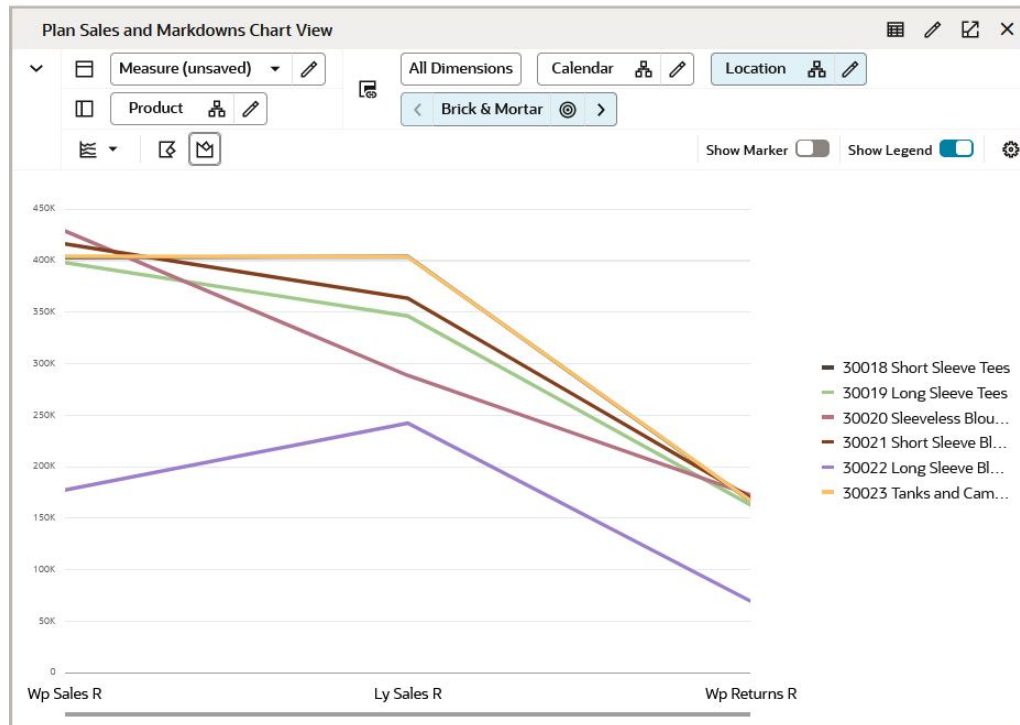 Plan Sales and Markdowns Chart View
Measure (unsaved)
All Dimensions
Calendar
Location
Product
Brick & Mortar
Show Marker
Show Legend
450K
400K
350K
300K
250K
200K
150K
100K
50K
0
Wp Sales R
Ly Sales R
Wp Returns R
30018 Short Sleeve Tees
30019 Long Sleeve Tees
30020 Sleeveless Blou...
30021 Short Sleeve Bl...
30022 Long Sleeve Bl...
30023 Tanks and Cam...